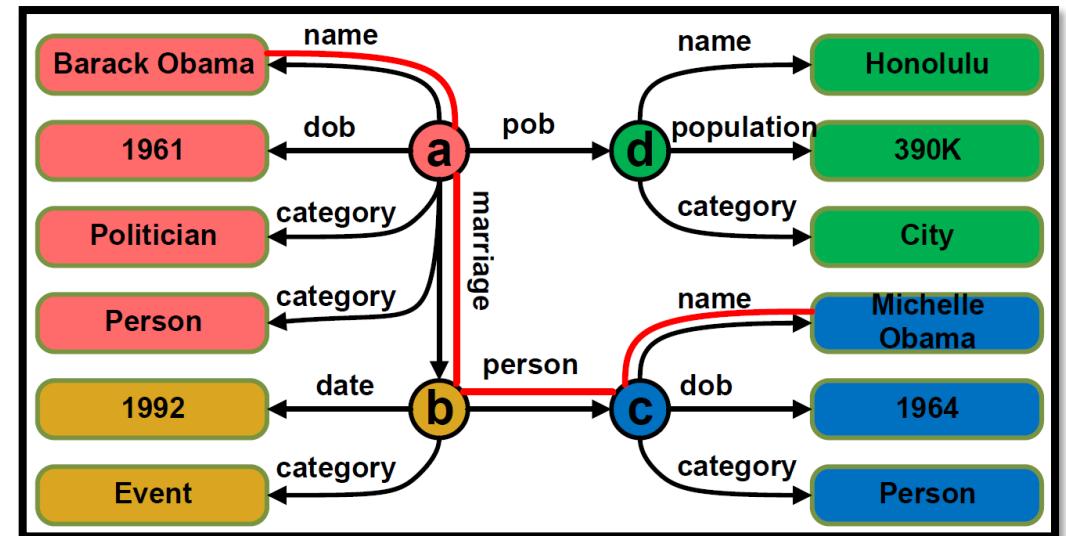 name
name
Barack Obama
Honolulu
dob
pob
population
1961
a
d
390K
category
marriage
category
Politician
City
category
name
Person
Michelle
Obama
person
date
dob
1992
b
c
1964
category
category
Event
Person